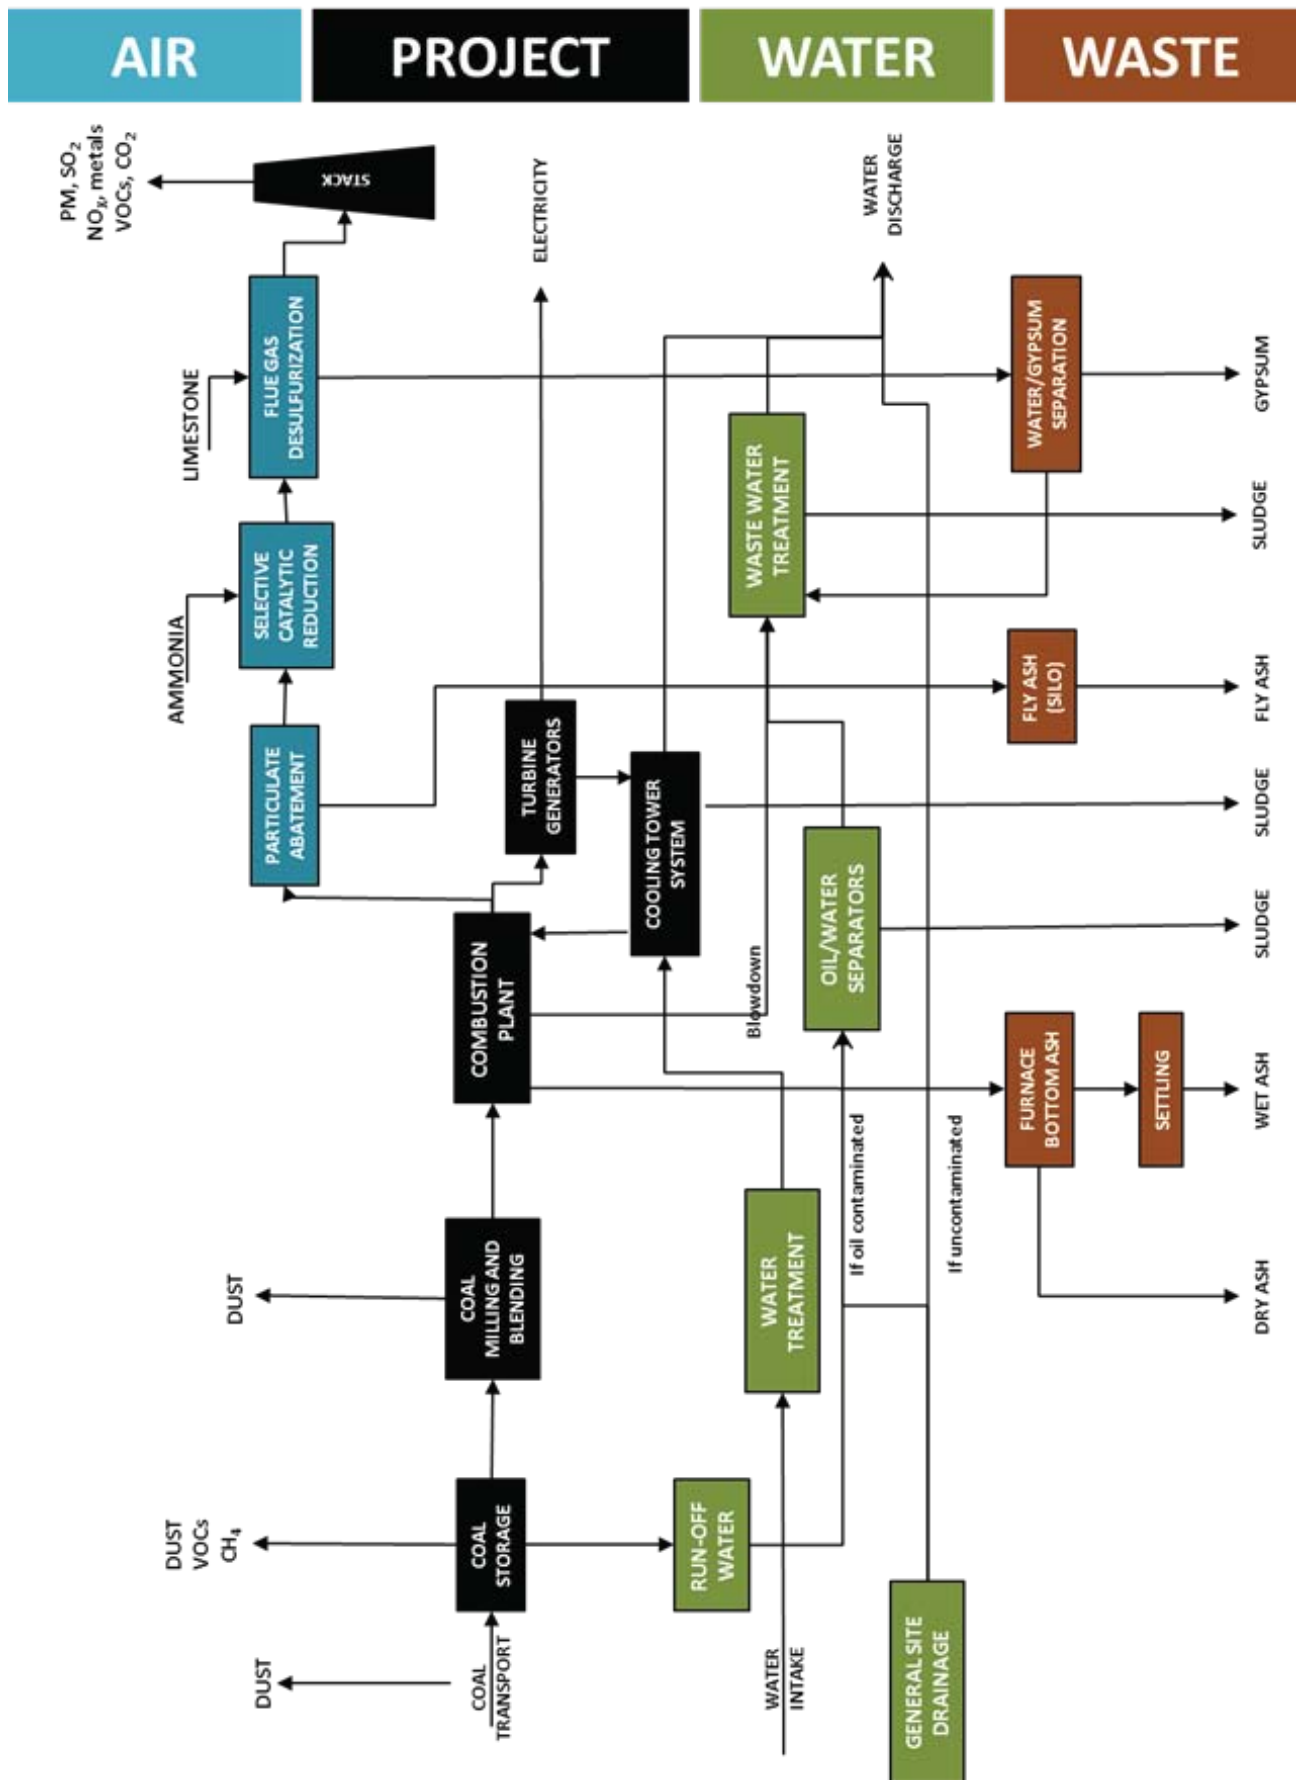 AIR
PROJECT
WATER
WASTE
PM, SO₂
NOₓ, metals
VOCs, CO₂
STACK
LIMESTONE
FLUE GAS
DESULFURIZATION
AMMONIA
SELECTIVE
CATALYTIC
REDUCTION
PARTICULATE
ABATEMENT
ELECTRICITY
TURBINE
GENERATORS
COOLING TOWER
SYSTEM
COMBUSTION
PLANT
DUST
COAL
MILLING AND
BLENDING
DUST
VOCs
CH₄
COAL
STORAGE
DUST
COAL
TRANSPORT
WATER
DISCHARGE
WASTE WATER
TREATMENT
Blowdown
OIL/WATER
SEPARATORS
WATER
TREATMENT
If oil contaminated
If uncontaminated
RUN-OFF
WATER
WATER
INTAKE
GENERAL SITE
DRAINAGE
WATER/GYPSUM
SEPARATION
FLY ASH
(SILO)
FURNACE
BOTTOM ASH
SETTLING
GYPSUM
SLUDGE
FLY ASH
SLUDGE
SLUDGE
WET ASH
DRY ASH